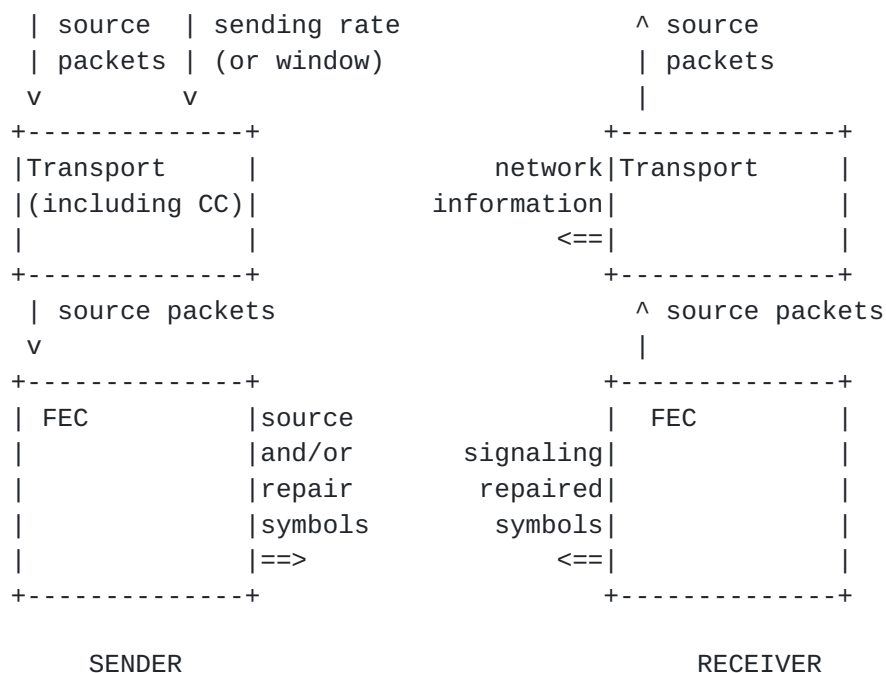 | source  | sending rate                ^ source
 | packets | (or window)                 | packets
 v         v                             |
+--------------+                       +--------------+
|Transport     |                network|Transport     |
|(including CC)|            information|              |
|              |                    <==|              |
+--------------+                       +--------------+
 | source packets                        ^ source packets
 v                                       |
+--------------+                       +--------------+
| FEC          |source                 |  FEC         |
|              |and/or        signaling|              |
|              |repair         repaired|              |
|              |symbols         symbols|              |
|              |==>                 <==|              |
+--------------+                       +--------------+

     SENDER                                  RECEIVER